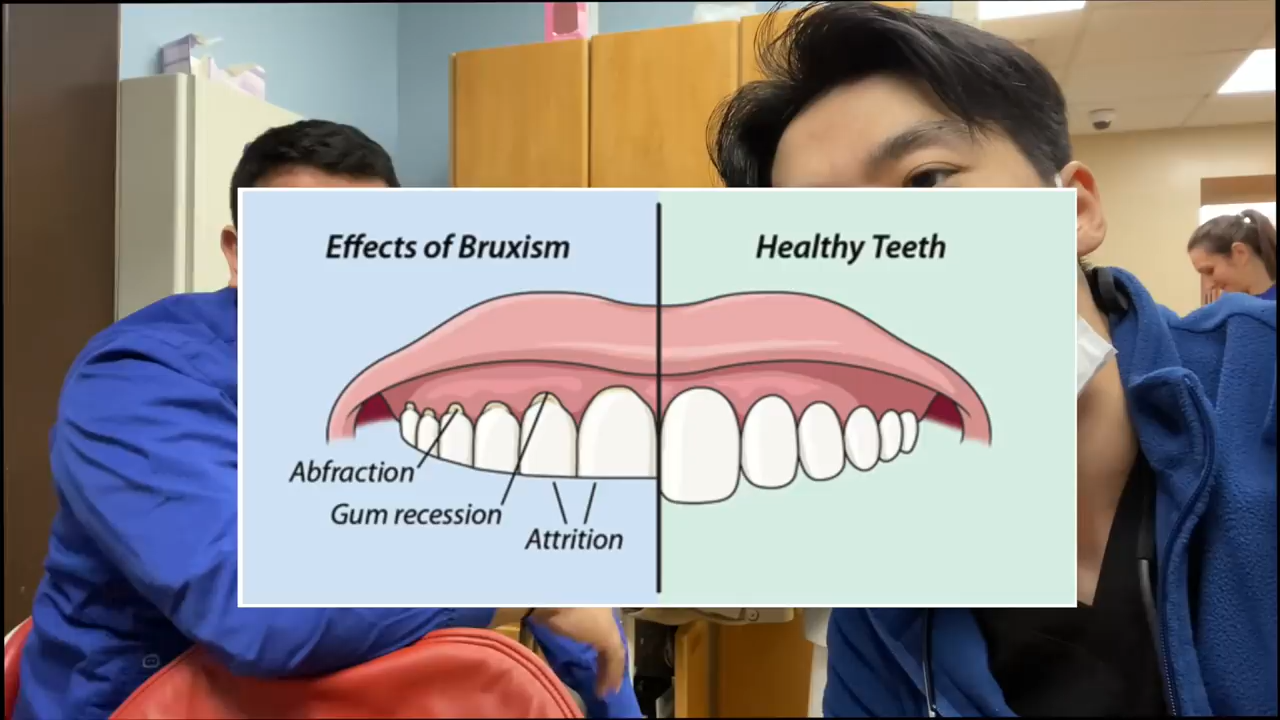 Effects of Bruxism
Healthy Teeth
Abfraction
Gum recession
Attrition